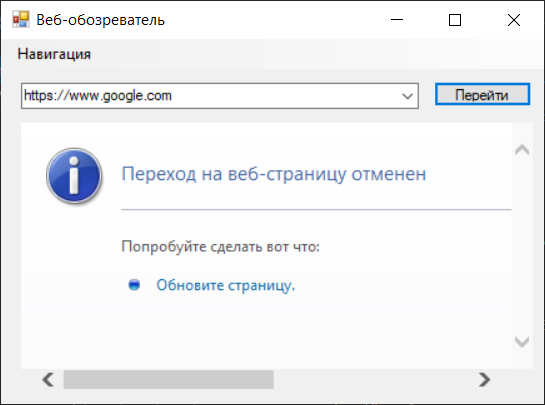 Веб-обозреватель
Навигация
https://www.google.com
Перейти
Переход на веб-страницу отменен
Попробуйте сделать вот что:
Обновите страницу.